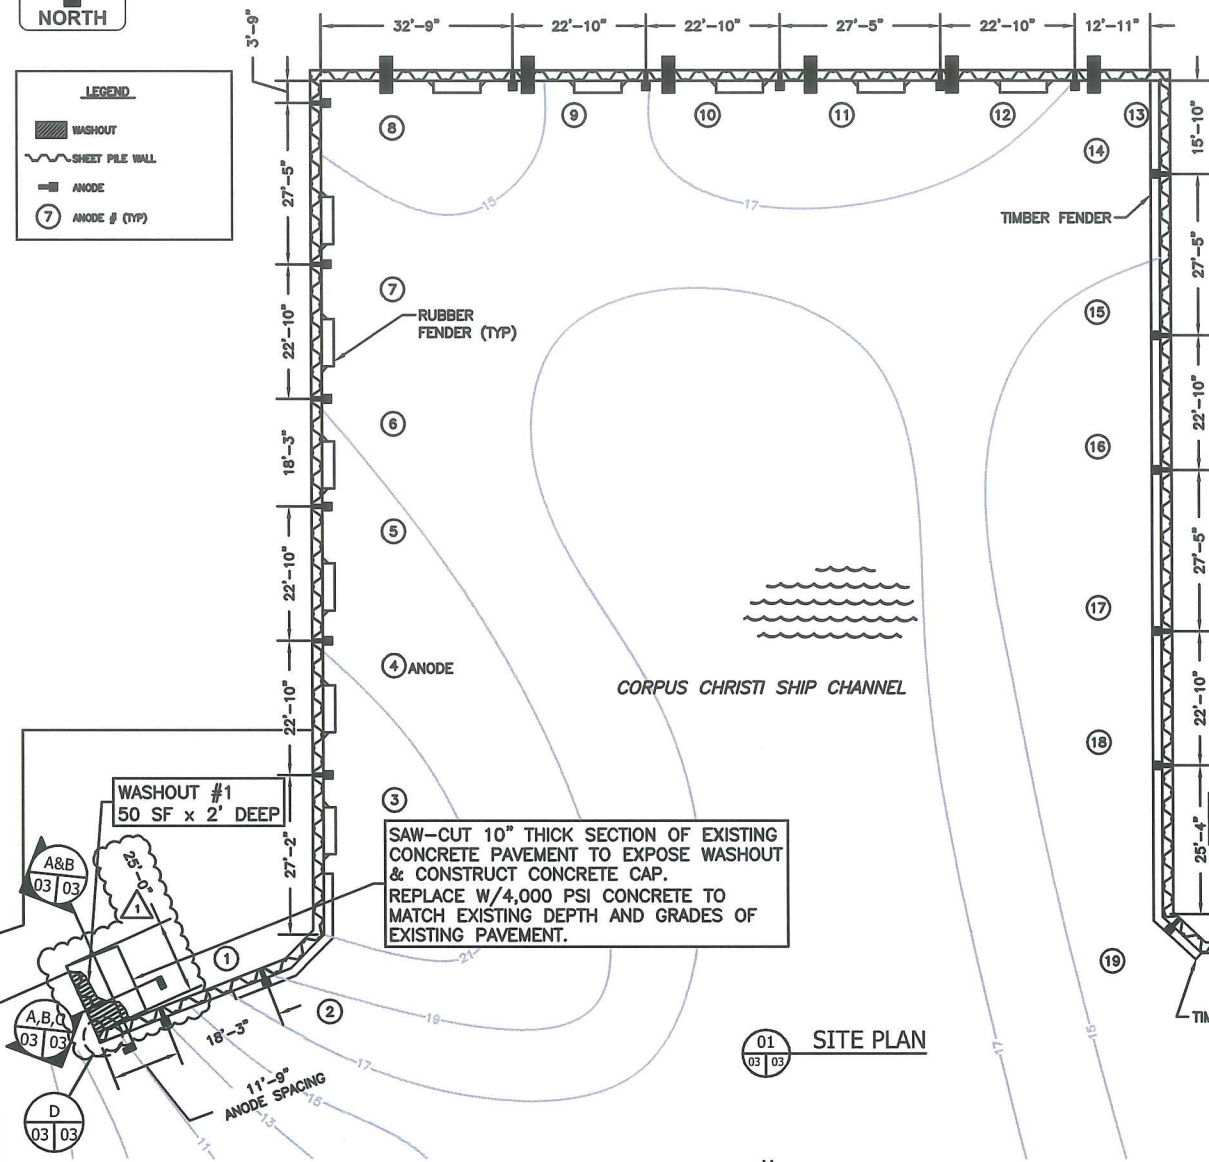 NORTH
LEGEND
WASHOUT
SHEET PILE WALL
ANODE
7 ANODE # (TYP)
3'-9"
32'-9"
22'-10"
22'-10"
27'-5"
22'-10"
12'-11"
8
9
10
11
12
13
14
15'-10"
27'-5"
15
17
TIMBER FENDER
27'-5"
7
RUBBER
FENDER (TYP)
15
22'-10"
22'-10"
6
16
18'-3"
5
27'-5"
22'-10"
17
4 ANODE
CORPUS CHRISTI SHIP CHANNEL
22'-10"
22'-10"
18
WASHOUT #1
50 SF x 2' DEEP
3
27'-2"
25'-4"
SAW-CUT 10" THICK SECTION OF EXISTING
CONCRETE PAVEMENT TO EXPOSE WASHOUT
& CONSTRUCT CONCRETE CAP.
REPLACE W/4,000 PSI CONCRETE TO
MATCH EXISTING DEPTH AND GRADES OF
EXISTING PAVEMENT.
A&B
03 03
25'-0"
1
1
21
19
2
19
A,B,C
03 03
18'-3"
01
03 03
SITE PLAN
17
17
15
11'-9"
ANODE SPACING
15
13
11
D
03 03